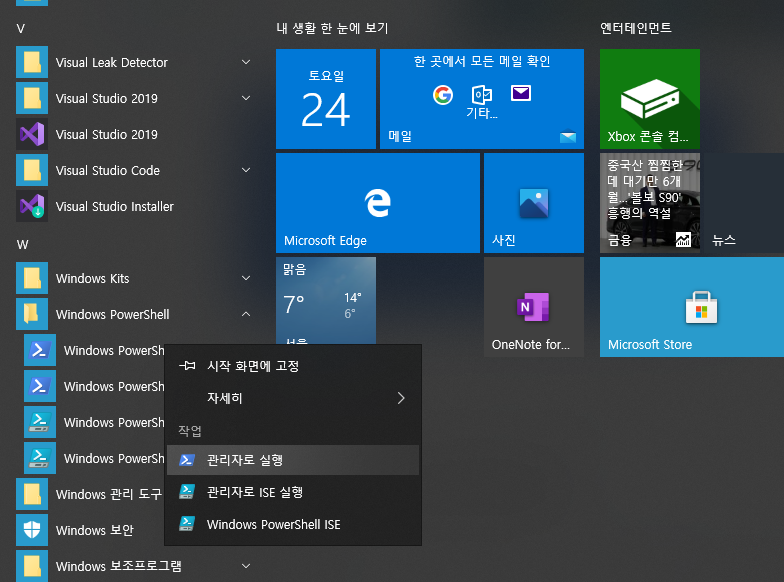 V
Visual Leak Detector
Visual Studio 2019
Visual Studio 2019
Visual Studio Code
Visual Studio Installer
W
Windows Kits
Windows PowerShell
Windows PowerSh
Windows PowerSh
Windows PowerSh
Windows PowerSh
Windows 관리 도구
Windows 보안
Windows 보조프로그램
시작 화면에 고정
자세히
작업
관리자로 실행
관리자로 ISE 실행
Windows PowerShell ISE
내 생활 한 눈에 보기
토요일
24
한 곳에서 모든 메일 확인
기타...
메일
Microsoft Edge
사진
맑음
7°
14°
6°
서울
OneNote for...
엔터테인먼트
Xbox 콘솔 컴...
중국산 찜찜한
데 대기만 6개
월...'볼보 S90'
흥행의 역설
금융
뉴스
Microsoft Store